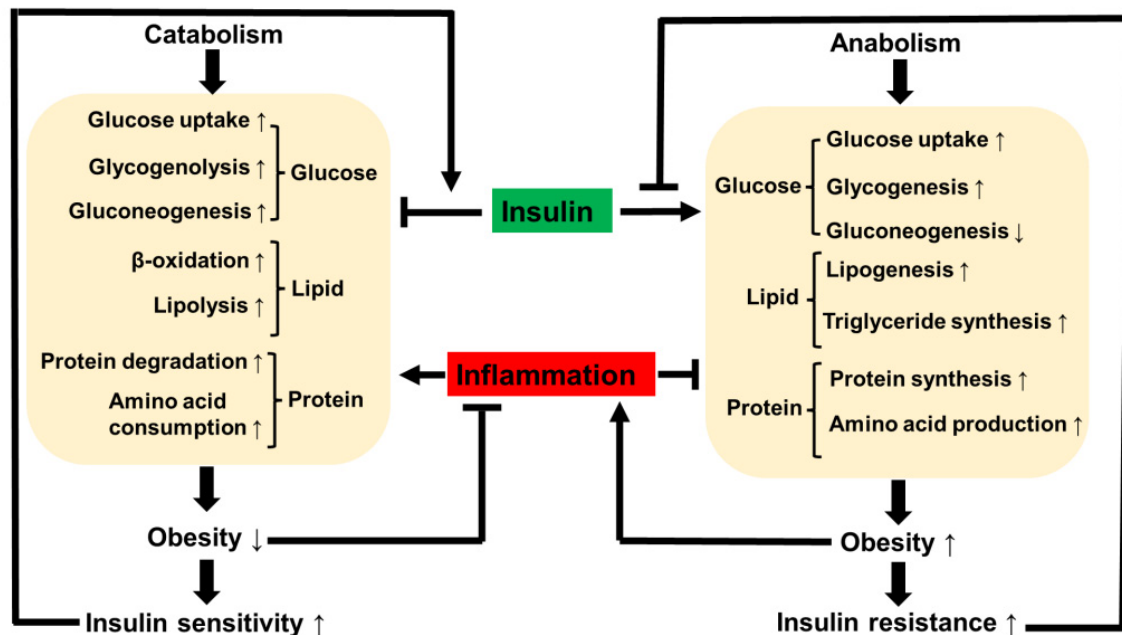 Catabolism
Glucose uptake ↑
Glycogenolysis ↑
Gluconeogenesis ↑
Glucose
β-oxidation ↑
Lipolysis ↑
Lipid
Protein degradation ↑
Amino acid
consumption ↑
Protein
Obesity ↓
Insulin sensitivity ↑
Insulin
Inflammation
Anabolism
Glucose
Glucose uptake ↑
Glycogenesis ↑
Gluconeogenesis ↓
Lipid
Lipogenesis ↑
Triglyceride synthesis ↑
Protein
Protein synthesis ↑
Amino acid production ↑
Obesity ↑
Insulin resistance ↑